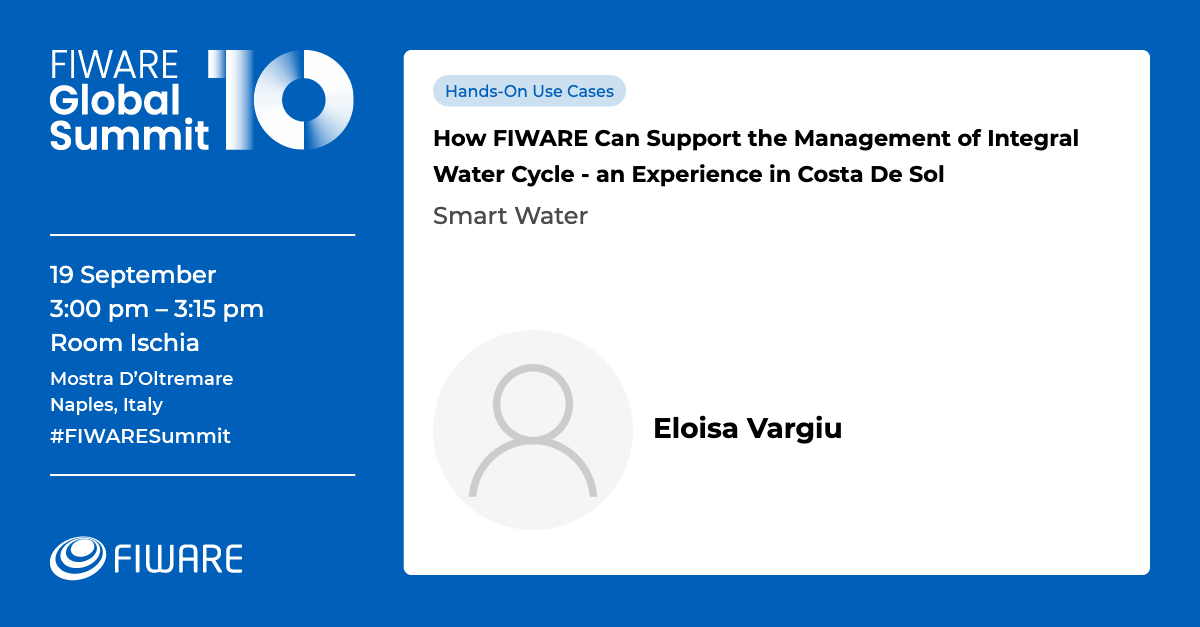 FIWARE
Global
Summit
10
19 September
3:00 pm – 3:15 pm
Room Ischia
Mostra D’Oltremare
Naples, Italy
#FIWARESummit
FIWARE
Hands-On Use Cases
How FIWARE Can Support the Management of Integral
Water Cycle - an Experience in Costa De Sol
Smart Water
Eloisa Vargiu